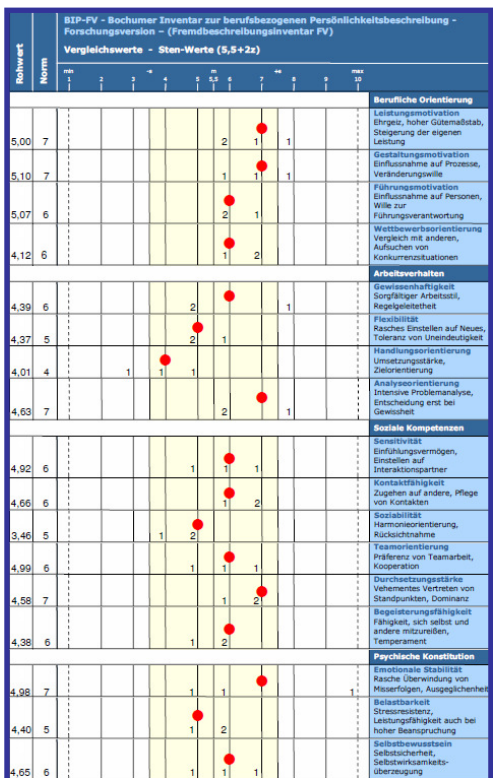 BIP-FV - Bochumer Inventar zur berufsbezogenen Persönlichkeitsbeschreibung -
Forschungsversion – (Fremdbeschreibungsinventar FV)
Vergleichswerte - Sten-Werte (5,5+2z)
Rohwert Norm
min -s 5,5 +s max
1 2 3 4 5 6 7 8 9 10
Berufliche Orientierung
Leistungsmotivation
Ehrgeiz, hoher Gütemaßstab,
Steigerung der eigenen
5,00 7 2 1 1 Leistung
Gestaltungsmotivation
Einflussnahme auf Prozesse,
5,10 7 1 1 1 Veränderungswille
Führungsmotivation
Einflussnahme auf Personen,
Wille zur
5,07 6 2 1 Führungsverantwortung
Wettbewerbsorientierung
Vergleich mit anderen,
Aufsuchen von
4,12 6 1 2 Konkurrenzsituationen
Arbeitsverhalten
Gewissenhaftigkeit
Sorgfältiger Arbeitsstil,
4,39 6 2 1 Regelgeleitetheit
Flexibilität
Rasches Einstellen auf Neues,
4,37 5 2 1 Toleranz von Uneindeutigkeit
Handlungsorientierung
Umsetzungsstärke,
4,01 4 1 1 1 Zielorientierung
Analyseorientierung
Intensive Problemanalyse,
Entscheidung erst bei
4,63 7 2 1 Gewissheit
Soziale Kompetenzen
Sensitivität
Einfühlungsvermögen,
Einstellen auf
4,92 6 1 1 1 Interaktionspartner
Kontaktfähigkeit
Zugehen auf andere, Pflege
4,66 6 1 2 von Kontakten
Soziabilität
Harmonieorientierung,
3,46 5 1 2 Rücksichtnahme
Teamorientierung
Präferenz von Teamarbeit,
4,99 6 1 1 1 Kooperation
Durchsetzungsstärke
Vehementes Vertreten von
4,58 7 1 2 Standpunkten, Dominanz
Begeisterungsfähigkeit
Fähigkeit, sich selbst und
andere mitzureißen,
4,38 6 1 2 Temperament
Psychische Konstitution
Emotionale Stabilität
Rasche Überwindung von
4,98 7 1 1 1 Misserfolgen, Ausgeglichenheit
Belastbarkeit
Stressresistenz,
Leistungsfähigkeit auch bei
4,40 5 1 2 hoher Beanspruchung
Selbstbewusstsein
Selbstsicherheit,
Selbstwirksamkeits-
4,65 6 1 1 1 überzeugung